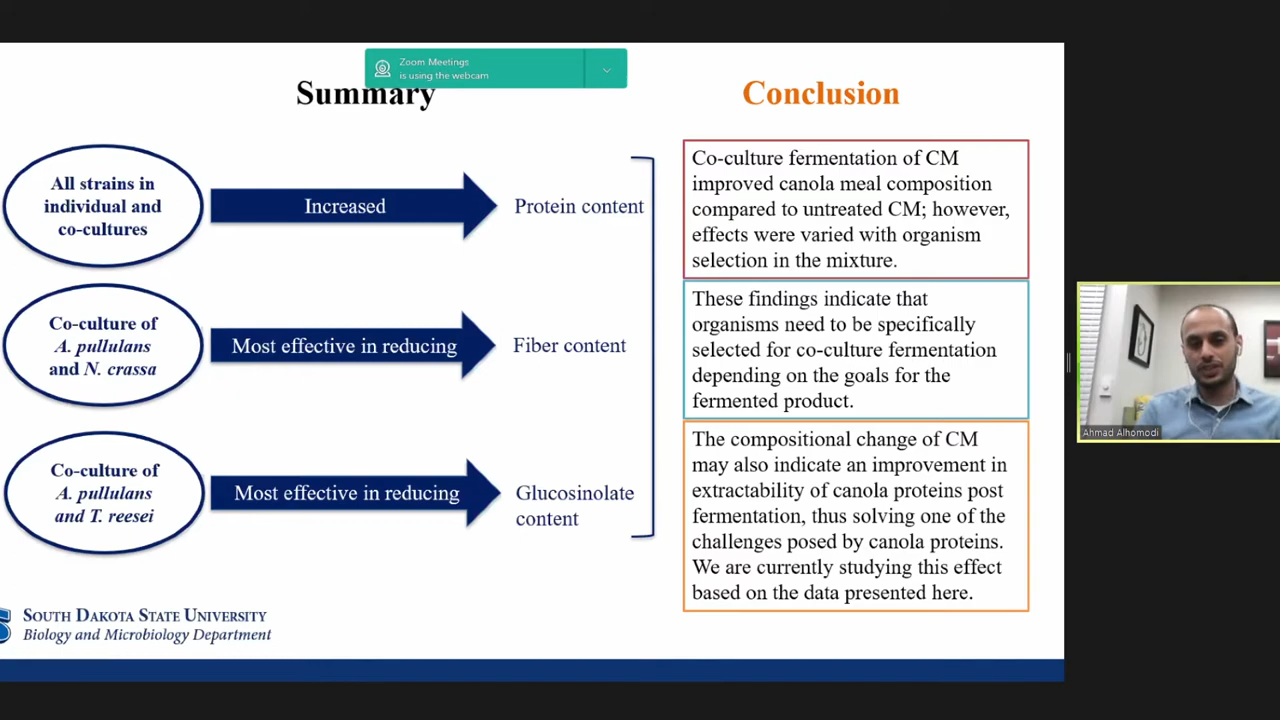 Zoom Meetings
is using the webcam
Summary
All strains in
individual and
co-cultures
Increased
Protein content
Co-culture of
A. pullulans
and N. crassa
Most effective in reducing
Fiber content
Co-culture of
A. pullulans
and T. reesei
Most effective in reducing
Glucosinolate
content
Conclusion
Co-culture fermentation of CM
improved canola meal composition
compared to untreated CM; however,
effects were varied with organism
selection in the mixture.
These findings indicate that
organisms need to be specifically
selected for co-culture fermentation
depending on the goals for the
fermented product.
The compositional change of CM
may also indicate an improvement in
extractability of canola proteins post
fermentation, thus solving one of the
challenges posed by canola proteins.
We are currently studying this effect
based on the data presented here.
SOUTH DAKOTA STATE UNIVERSITY
Biology and Microbiology Department
Ahmad Alhomodi